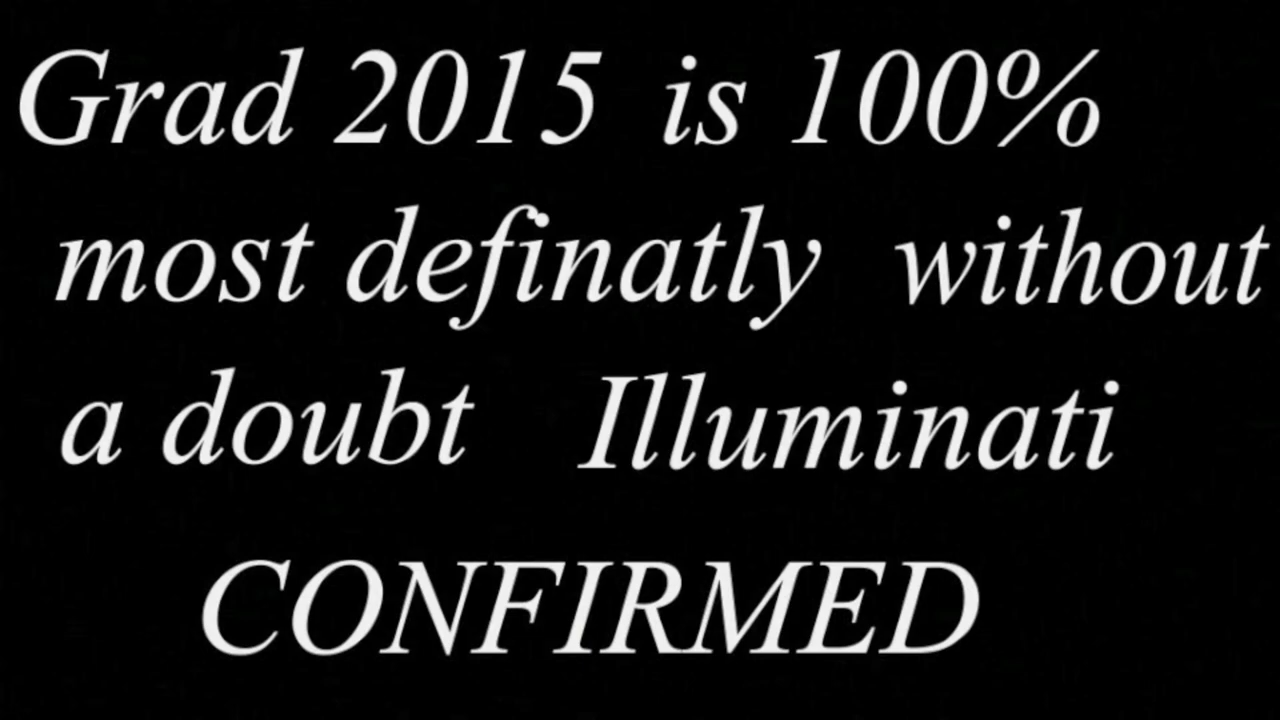 Grad 2015 is 100%
most definatly without
a doubt Illuminati
CONFIRMED